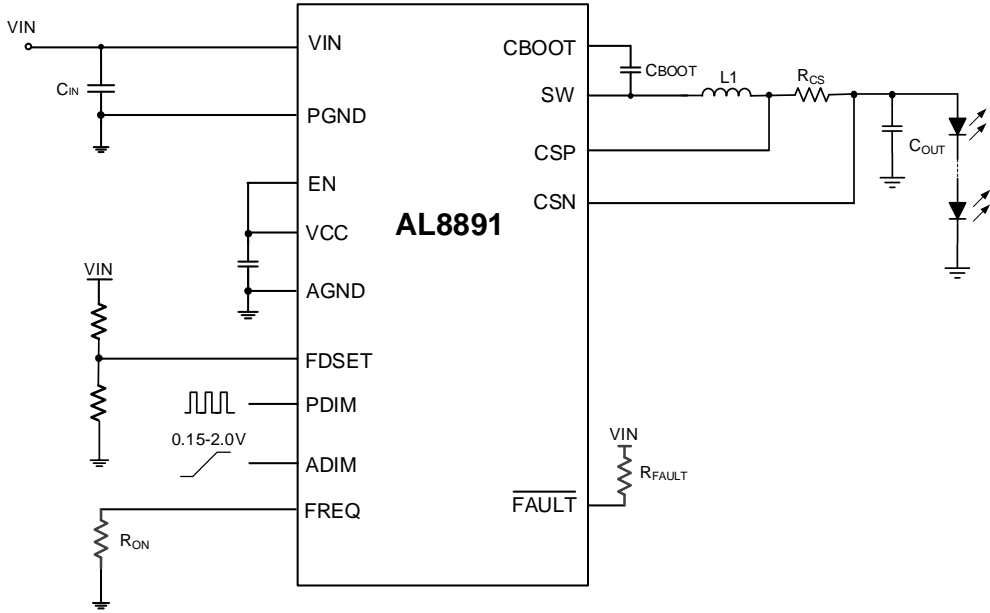 VIN
VIN
CIN
PGND
EN
VCC
AGND
VIN
FDSET
PDIM
0.15-2.0V
ADIM
FREQ
RON
AL8891
CBOOT
CBOOT
SW
L1
RCS
CSP
COUT
CSN
VIN
RFAULT
FAULT